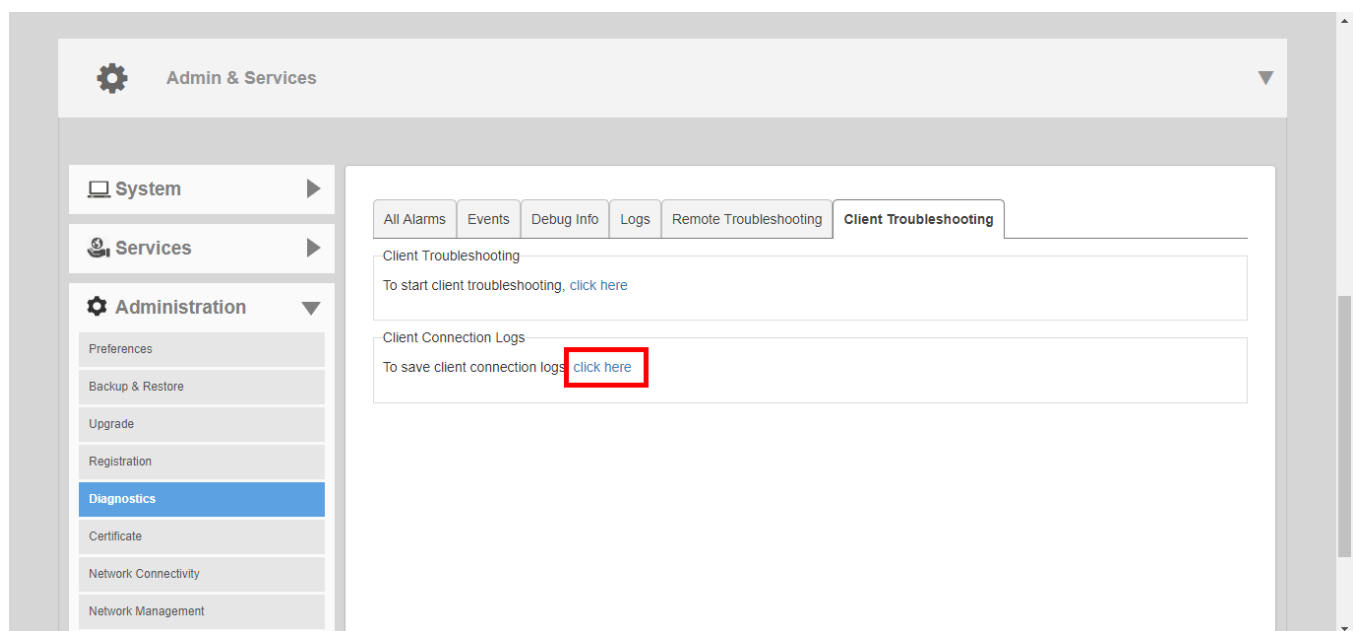 Admin & Services
System
Services
Administration
Preferences
Backup & Restore
Upgrade
Registration
Diagnostics
Certificate
Network Connectivity
Network Management
All Alarms Events Debug Info Logs Remote Troubleshooting Client Troubleshooting
Client Troubleshooting
To start client troubleshooting, click here
Client Connection Logs
To save client connection logs click here